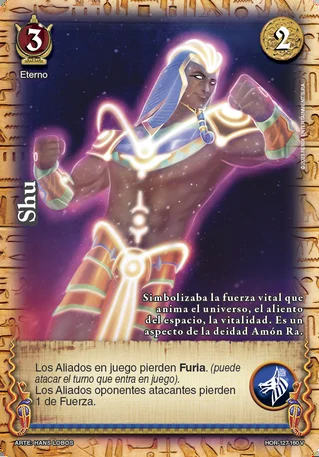 3
2
Eterno
Shu
Simbolizaba la fuerza vital que
anima el universo, el aliento
del espacio, la vitalidad. Es un
aspecto de la deidad Amón Ra.
Los Aliados en juego pierden Furia. (puede
atacar el turno que entra en juego).
Los Aliados oponentes atacantes pierden
1 de Fuerza.
ARTE: HANS LOBOS
HOR-127-160 V